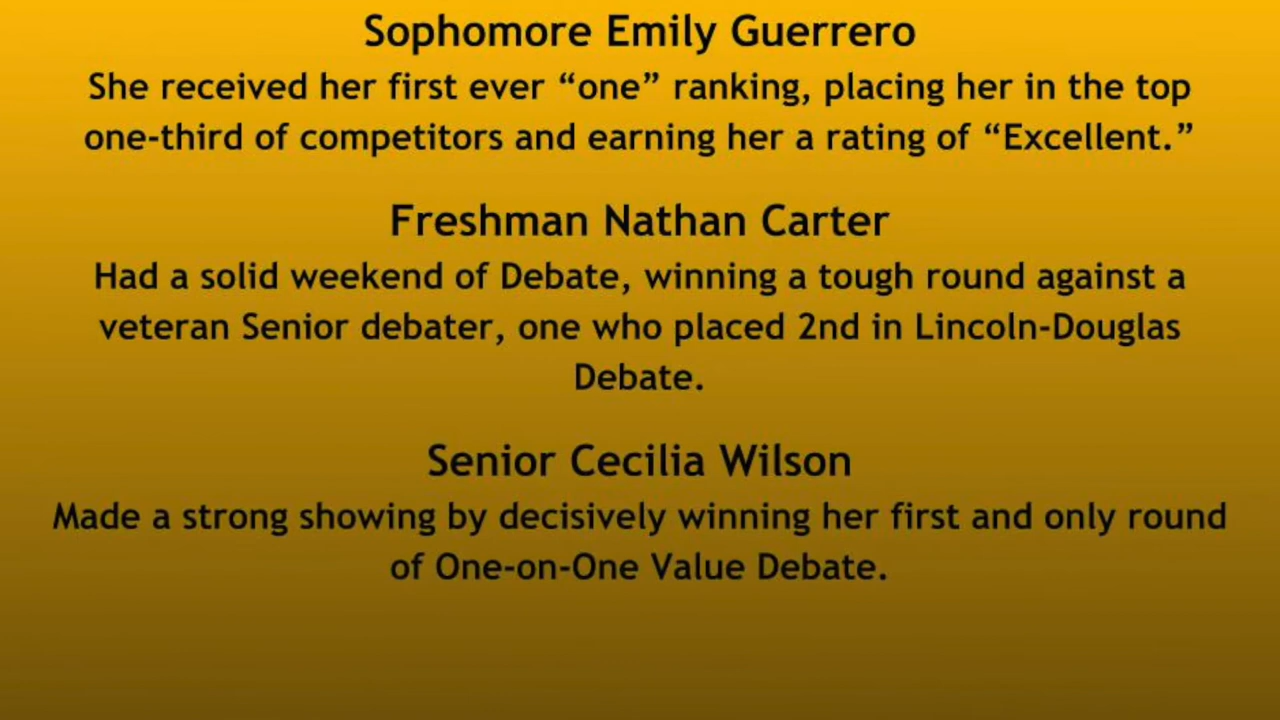 Sophomore Emily Guerrero
She received her first ever “one” ranking, placing her in the top
one-third of competitors and earning her a rating of “Excellent.”
Freshman Nathan Carter
Had a solid weekend of Debate, winning a tough round against a
veteran Senior debater, one who placed 2nd in Lincoln-Douglas
Debate.
Senior Cecilia Wilson
Made a strong showing by decisively winning her first and only round
of One-on-One Value Debate.